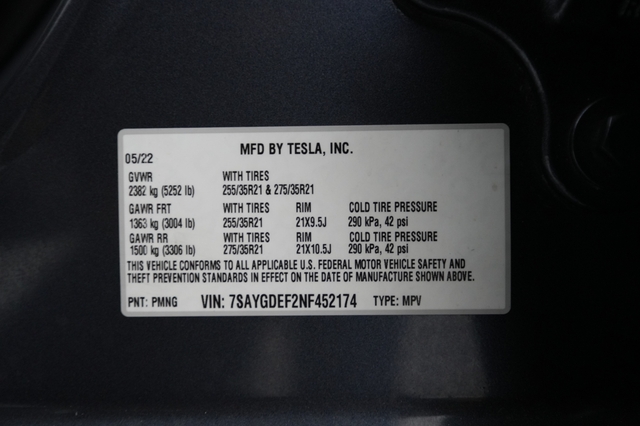 MFD BY TESLA, INC.
05/22
GVWR WITH TIRES
2382 kg (5252 lb) 255/35R21 & 275/35R21
GAWR FRT WITH TIRES RIM COLD TIRE PRESSURE
1363 kg (3004 lb) 255/35R21 21X9.5J 290 kPa, 42 psi
GAWR RR WITH TIRES RIM COLD TIRE PRESSURE
1500 kg (3306 lb) 275/35R21 21X10.5J 290 kPa, 42 psi
THIS VEHICLE CONFORMS TO ALL APPLICABLE U.S. FEDERAL MOTOR VEHICLE SAFETY AND
THEFT PREVENTION STANDARDS IN EFFECT ON THE DATE OF MANUFACTURE SHOWN ABOVE.
PNT: PMNG VIN: 7SAYGDEF2NF452174 TYPE: MPV